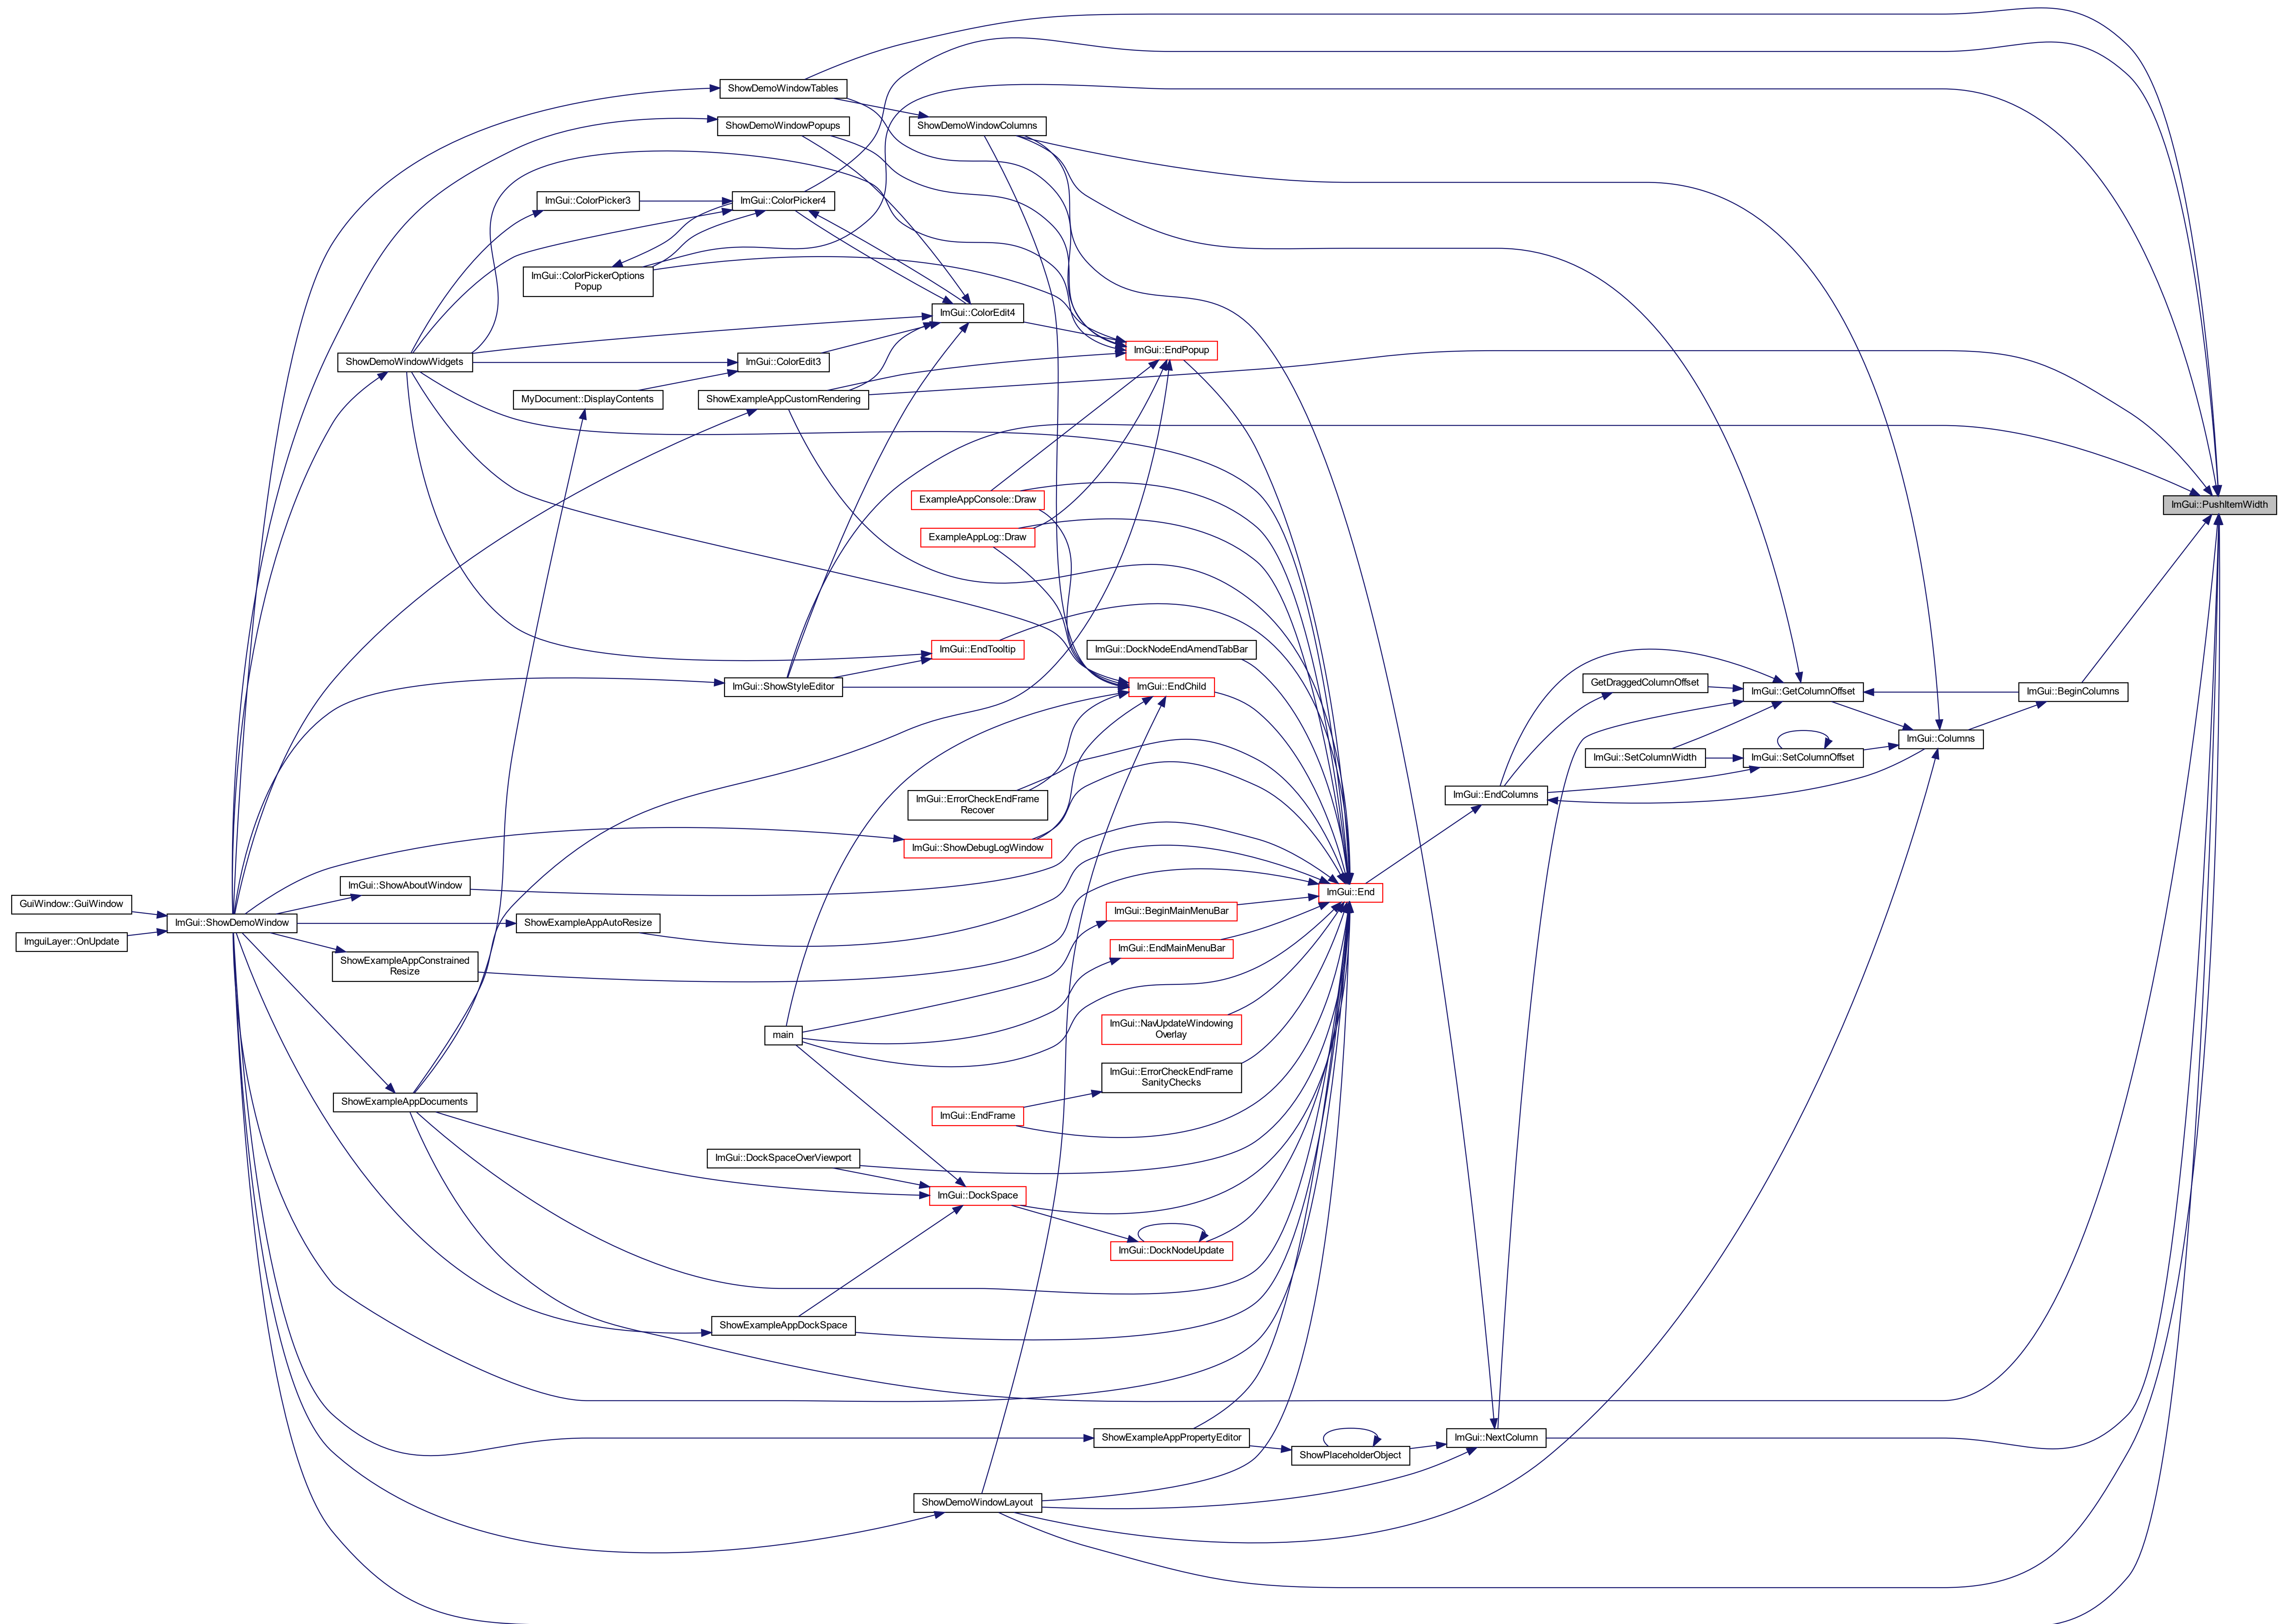 ShowDemoWindowTables
ShowDemoWindowPopups
ShowDemoWindowColumns
ImGui::ColorPicker3
ImGui::ColorPicker4
ImGui::ColorPickerOptions
Popup
ImGui::ColorEdit4
ImGui::EndPopup
ShowDemoWindowWidgets
ImGui::ColorEdit3
MyDocument::DisplayContents
ShowExampleAppCustomRendering
ExampleAppConsole::Draw
ImGui::PushItemWidth
ExampleAppLog::Draw
ImGui::EndTooltip
ImGui::DockNodeEndAmendTabBar
ImGui::ShowStyleEditor
ImGui::EndChild
GetDraggedColumnOffset
ImGui::GetColumnOffset
ImGui::BeginColumns
ImGui::Columns
ImGui::SetColumnWidth
ImGui::SetColumnOffset
ImGui::EndColumns
ImGui::ErrorCheckEndFrame
Recover
ImGui::ShowDebugLogWindow
ImGui::ShowAboutWindow
ImGui::End
GuiWindow::GuiWindow
ImGui::BeginMainMenuBar
ImGui::ShowDemoWindow
ShowExampleAppAutoResize
ImguiLayer::OnUpdate
ImGui::EndMainMenuBar
ShowExampleAppConstrained
Resize
main
ImGui::NavUpdateWindowing
Overlay
ImGui::ErrorCheckEndFrame
SanityChecks
ShowExampleAppDocuments
ImGui::EndFrame
ImGui::DockSpaceOverViewport
ImGui::DockSpace
ImGui::DockNodeUpdate
ShowExampleAppDockSpace
ShowExampleAppPropertyEditor
ImGui::NextColumn
ShowPlaceholderObject
ShowDemoWindowLayout